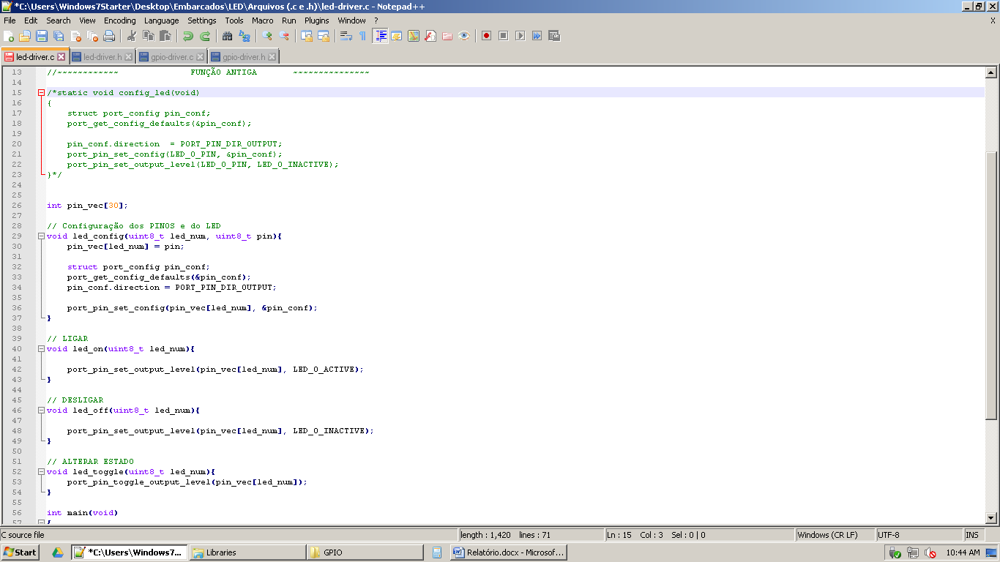 *C:\Users\Windows7Starter\Desktop\Embarcados\LED\Arquivos (.c e .h)\led-driver.c - Notepad++
File Edit Search View Encoding Language Settings Tools Macro Run Plugins Window ? X
led-driver.c led-driver.h gpio-driver.c gpio-driver.h
13 //~~~~~~~~~~~~ FUNÇÃO ANTIGA ~~~~~~~~~~~~~~~
14
15 /*static void config_led(void)
16 {
17 struct port_config pin_conf;
18 port_get_config_defaults(&pin_conf);
19
20 pin_conf.direction  = PORT_PIN_DIR_OUTPUT;
21 port_pin_set_config(LED_0_PIN, &pin_conf);
22 port_pin_set_output_level(LED_0_PIN, LED_0_INACTIVE);
23 }*/
24
25
26 int pin_vec[30];
27
28 // Configuração dos PINOS e do LED
29 void led_config(uint8_t led_num, uint8_t pin){
30 pin_vec[led_num] = pin;
31
32 struct port_config pin_conf;
33 port_get_config_defaults(&pin_conf);
34 pin_conf.direction = PORT_PIN_DIR_OUTPUT;
35
36 port_pin_set_config(pin_vec[led_num], &pin_conf);
37 }
38
39 // LIGAR
40 void led_on(uint8_t led_num){
41
42 port_pin_set_output_level(pin_vec[led_num], LED_0_ACTIVE);
43 }
44
45 // DESLIGAR
46 void led_off(uint8_t led_num){
47
48 port_pin_set_output_level(pin_vec[led_num], LED_0_INACTIVE);
49 }
50
51 // ALTERAR ESTADO
52 void led_toggle(uint8_t led_num){
53 port_pin_toggle_output_level(pin_vec[led_num]);
54 }
55
56 int main(void)
57 {
C source file length : 1,420 lines : 71 Ln : 15 Col : 3 Sel : 0 | 0 Windows (CR LF) UTF-8 INS
Start *C:\Users\Windows7... Libraries GPIO Relatório.docx - Microsof... 10:44 AM